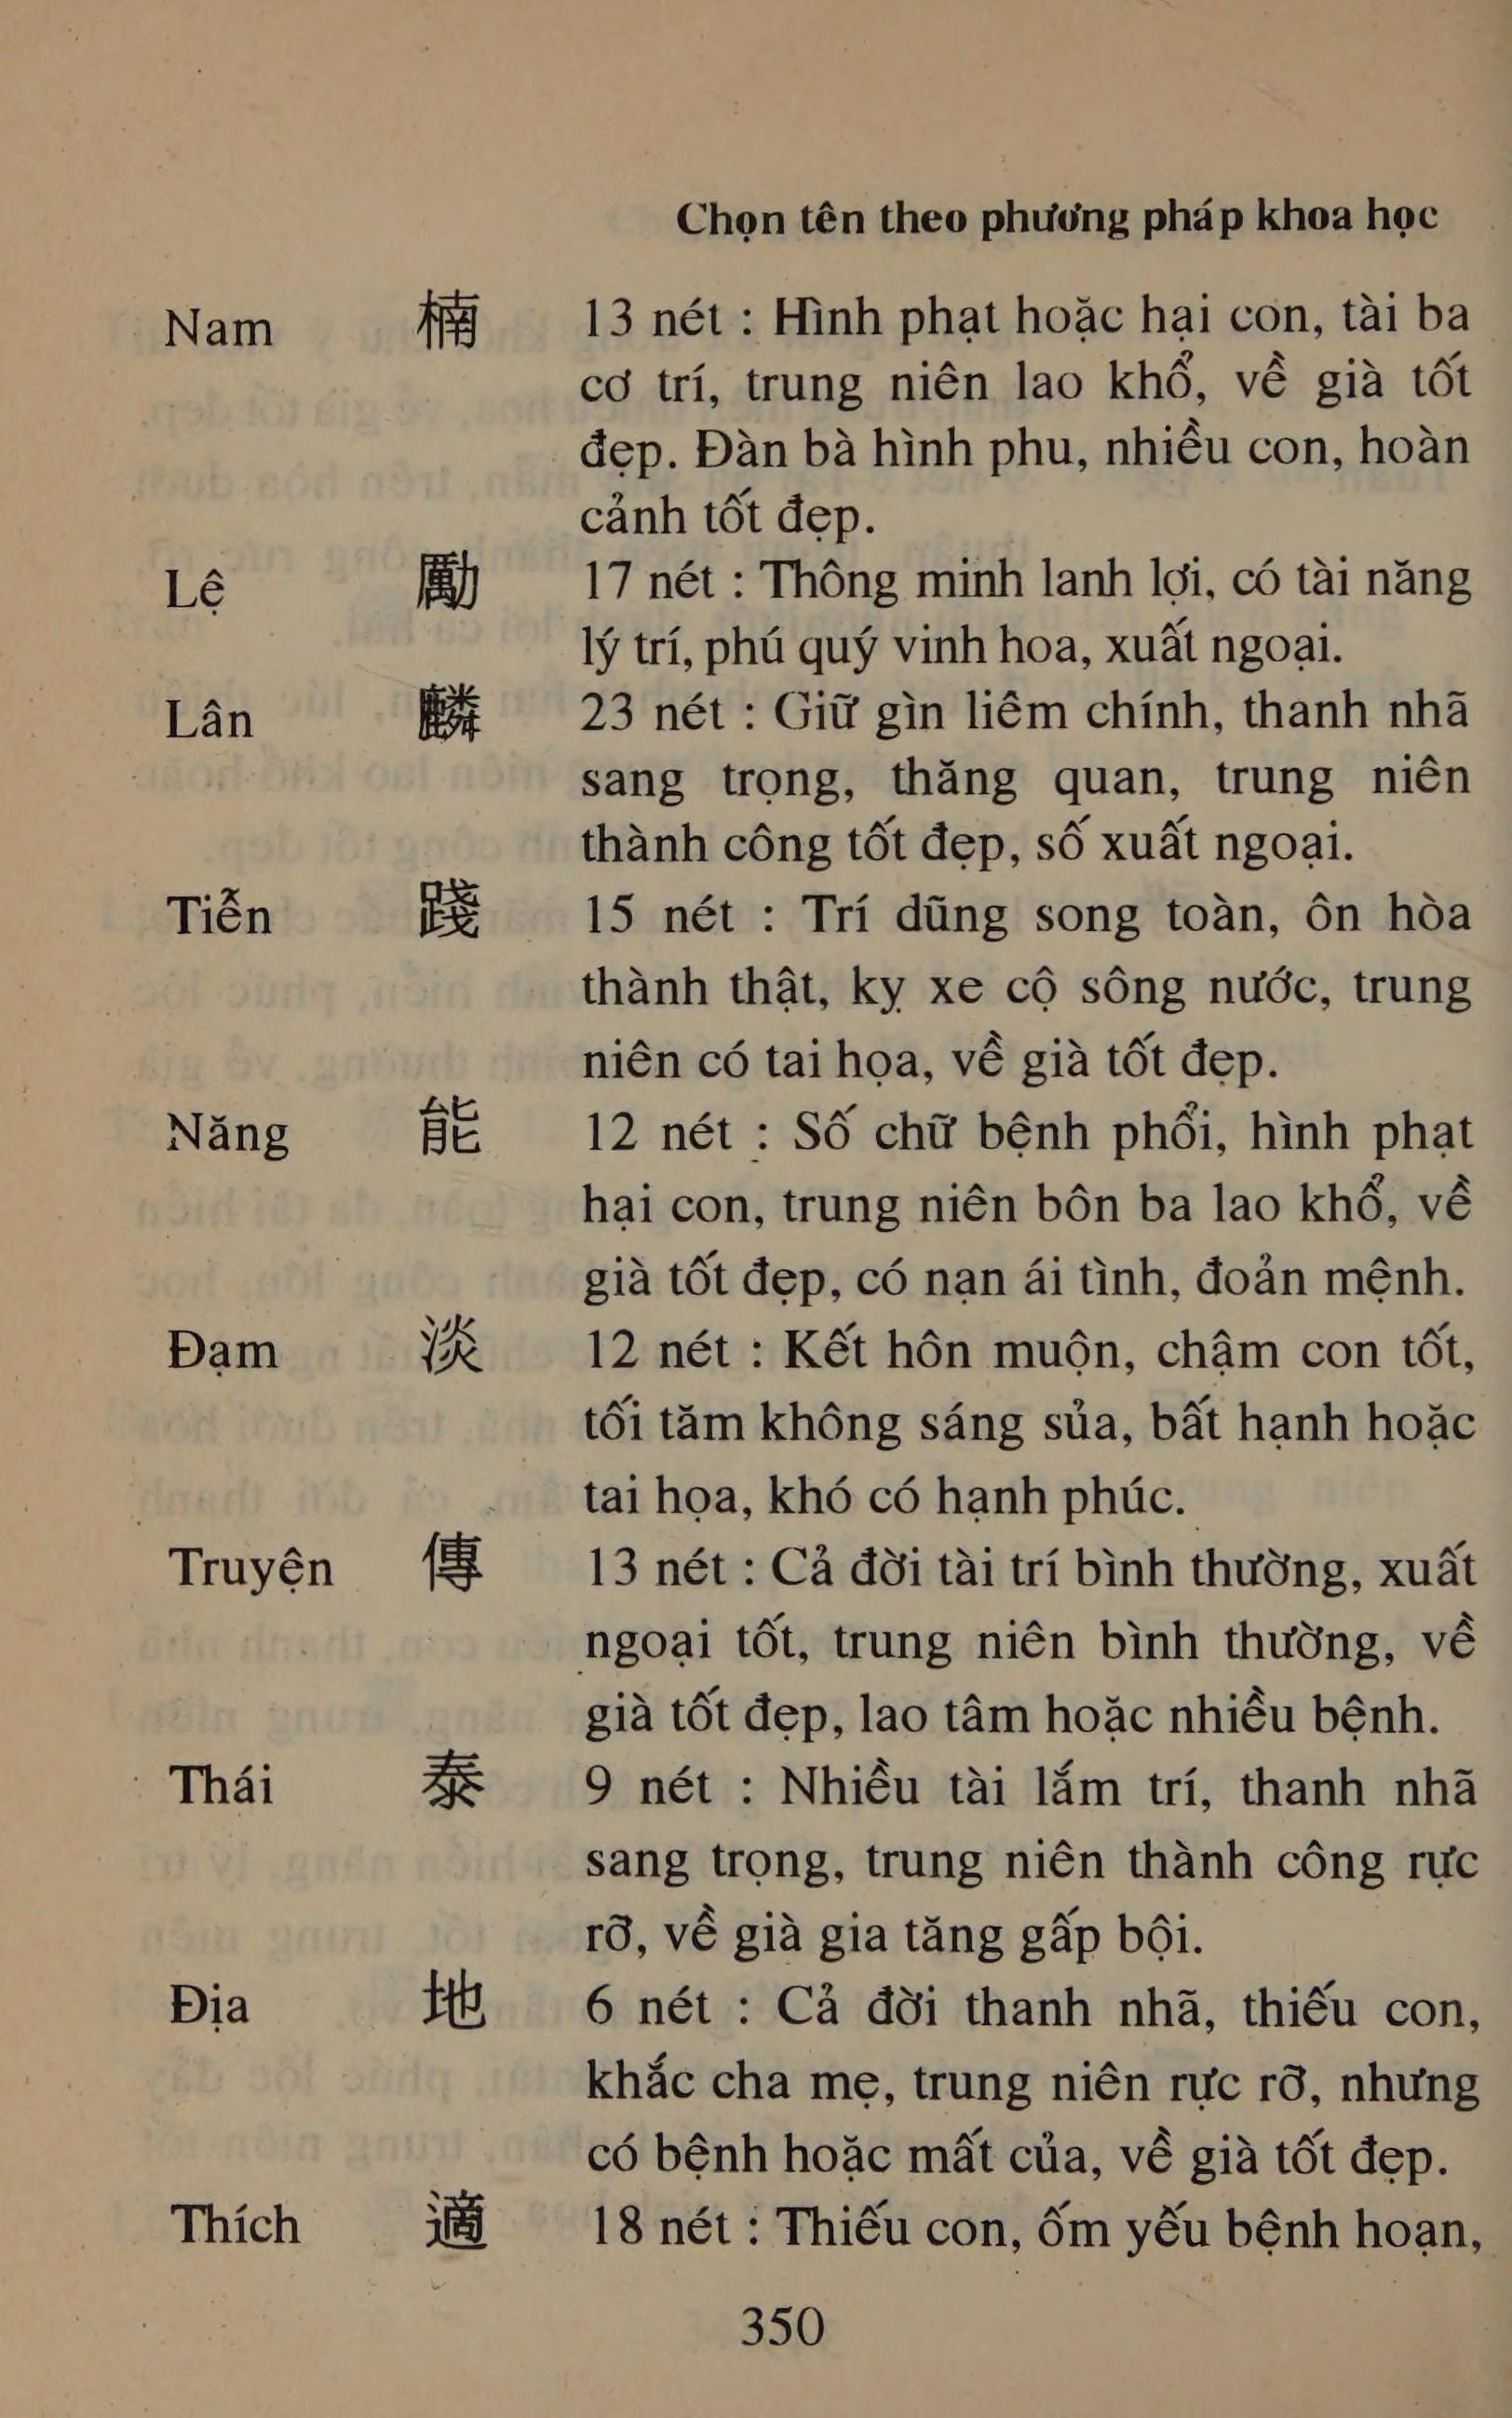 Chọn tên theo phương pháp khoa học
Nam 楠 13 nét : Hình phạt hoặc hại con, tài ba
cơ trí, trung niên lao khổ, về già tốt
đẹp. Đàn bà hình phu, nhiều con, hoàn
cảnh tốt đẹp.
Lệ 勵 17 nét : Thông minh lanh lợi, có tài năng
lý trí, phú quý vinh hoa, xuất ngoại.
Lân 麟 23 nét : Giữ gìn liêm chính, thanh nhã
sang trọng, thăng quan, trung niên
thành công tốt đẹp, số xuất ngoại.
Tiễn 踐 15 nét : Trí dũng song toàn, ôn hòa
thành thật, kỵ xe cộ sông nước, trung
niên có tai họa, về già tốt đẹp.
Năng 能 12 nét : Số chữ bệnh phổi, hình phạt
hại con, trung niên bôn ba lao khổ, về
già tốt đẹp, có nạn ái tình, đoản mệnh.
Đạm 淡 12 nét : Kết hôn muộn, chậm con tốt,
tối tăm không sáng sủa, bất hạnh hoặc
tai họa, khó có hạnh phúc.
Truyện 傳 13 nét : Cả đời tài trí bình thường, xuất
ngoại tốt, trung niên bình thường, về
già tốt đẹp, lao tâm hoặc nhiều bệnh.
Thái 泰 9 nét : Nhiều tài lắm trí, thanh nhã
sang trọng, trung niên thành công rực
rỡ, về già gia tăng gấp bội.
Địa 地 6 nét : Cả đời thanh nhã, thiếu con,
khắc cha mẹ, trung niên rực rỡ, nhưng
có bệnh hoặc mất của, về già tốt đẹp.
Thích 適 18 nét : Thiếu con, ốm yếu bệnh hoạn,
350